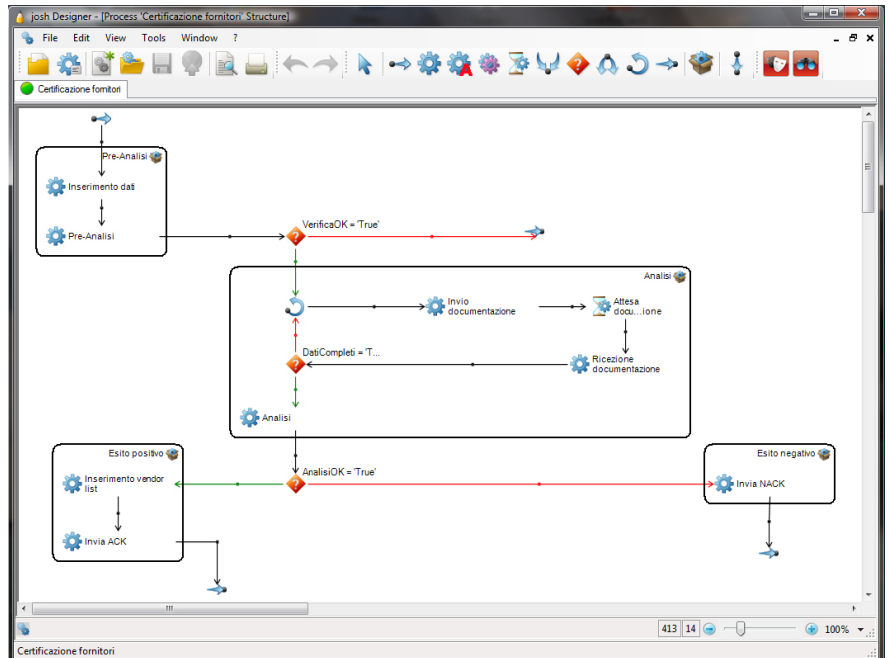 josh Designer - [Process 'Certificazione fornitori' Structure]
File Edit View Tools Window ?
Certificazione fornitori
Pre-Analisi
Inserimento dati
Pre-Analisi
VerificaOK = 'True'
Analisi
Invio
documentazione
Attesa
docu...ione
DatiCompleti = 'T...
Ricezione
documentazione
Analisi
Esito positivo
Esito negativo
AnalisiOK = 'True'
Inserimento vendor
list
Invia NACK
Invia ACK
413 14 100%
Certificazione fornitori